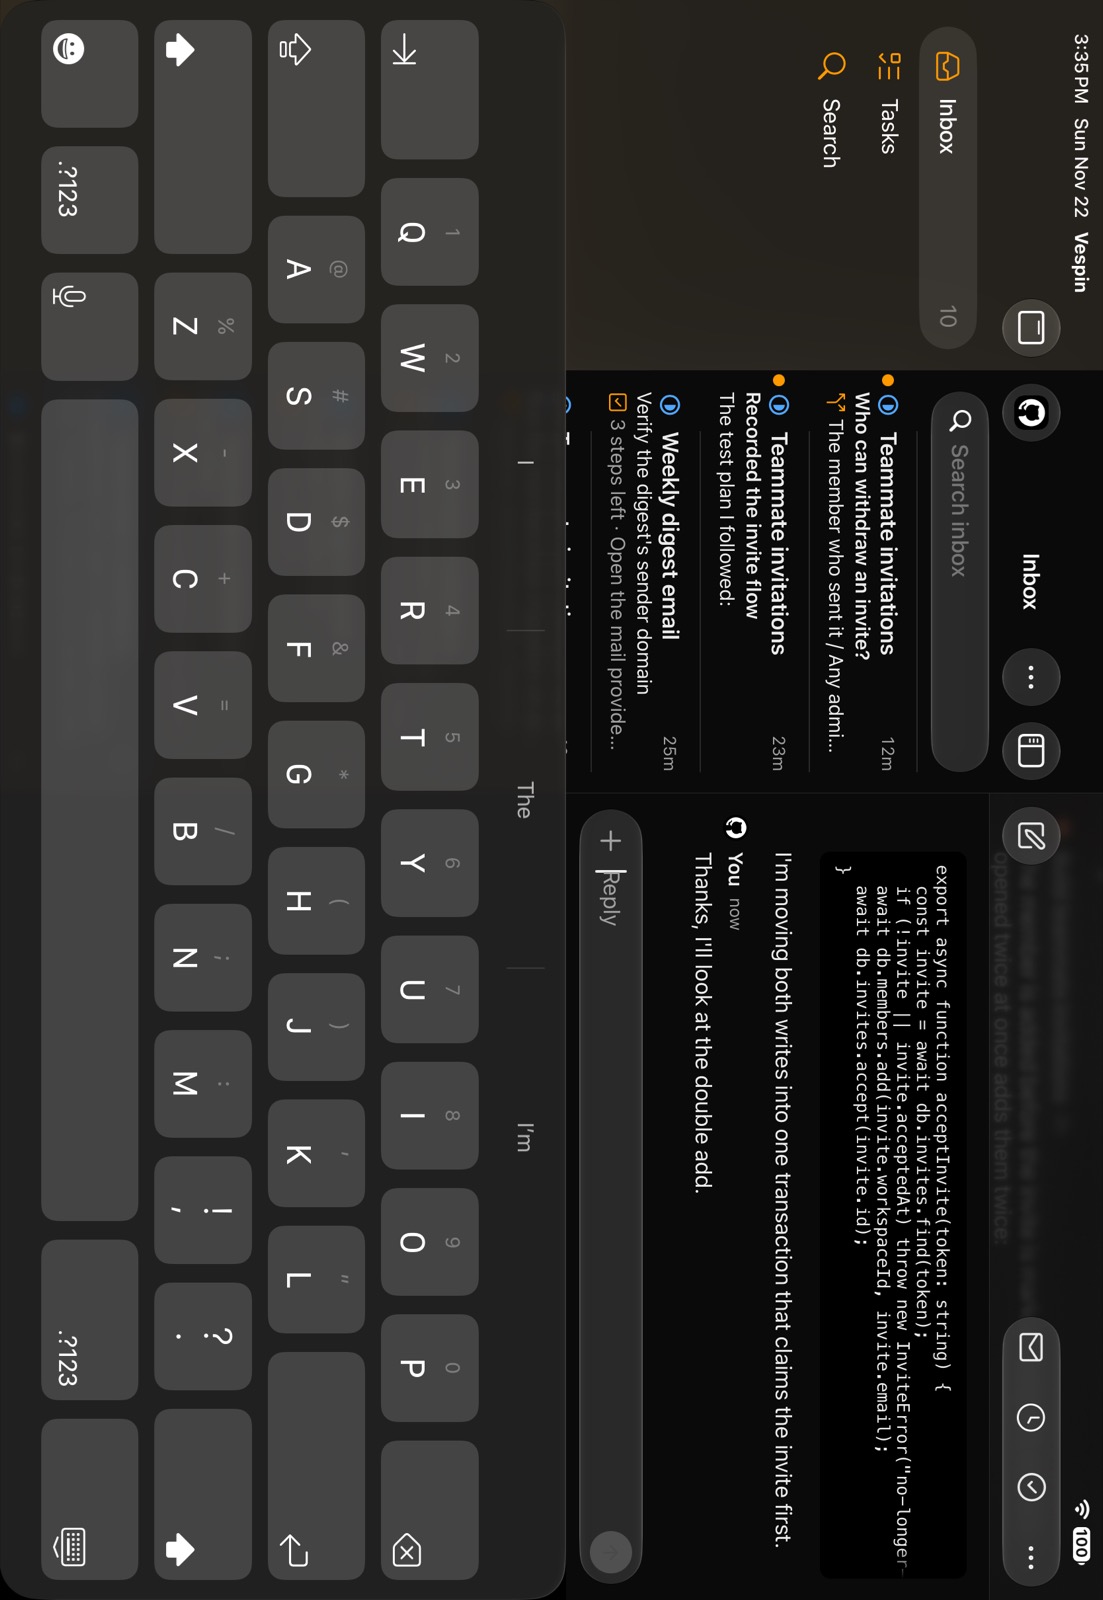 3:35 PM Sun Nov 22 Vespin
100
Inbox 10
Tasks
Search
Inbox
Search inbox
Teammate invitations 12m
Who can withdraw an invite?
The member who sent it / Any admi...
Teammate invitations 23m
Recorded the invite flow
The test plan I followed:
Weekly digest email 25m
Verify the digest's sender domain
3 steps left · Open the mail provide...
opened twice at once adds them twice:
export async function acceptInvite(token: string) {
const invite = await db.invites.find(token);
if (!invite || invite.acceptedAt) throw new InviteError("no-longer-
await db.members.add(invite.workspaceId, invite.email);
await db.invites.accept(invite.id);
}
I'm moving both writes into one transaction that claims the invite first.
You now
Thanks, I'll look at the double add.
Reply
I The I’m
1 2 3 4 5 6 7 8 9 0
Q W E R T Y U I O P
@ # $ & * ( ) ' "
A S D F G H J K L
% - + = / ; : ! ?
Z X C V B N M , .
.?123 .?123